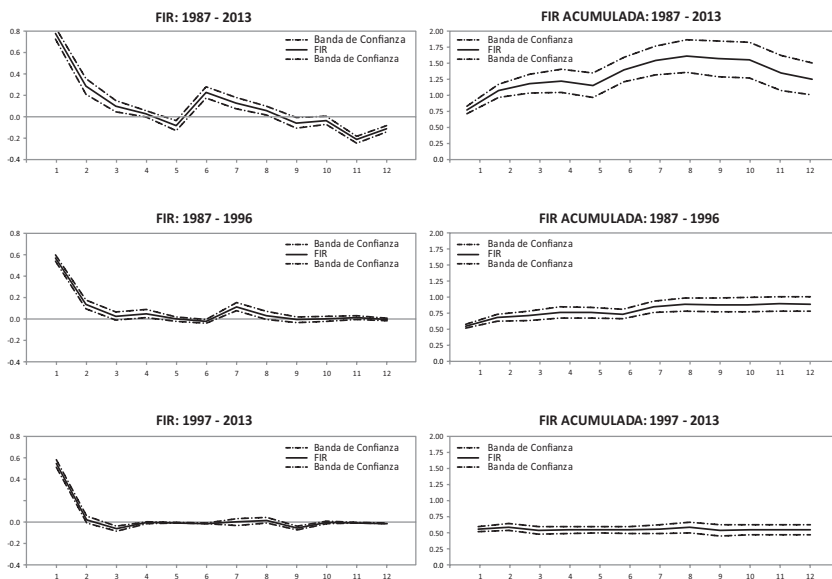 FIR: 1987 - 2013
0.8
0.6
0.4
0.2
0.0
-0.2
-0.4
1 2 3 4 5 6 7 8 9 10 11 12
Banda de Confianza
FIR
Banda de Confianza
FIR ACUMULADA: 1987 - 2013
2.00
1.75
1.50
1.25
1.00
0.75
0.50
0.25
0.0
1 2 3 4 5 6 7 8 9 10 11 12
Banda de Confianza
FIR
Banda de Confianza
FIR: 1987 - 1996
0.8
0.6
0.4
0.2
0.0
-0.2
-0.4
1 2 3 4 5 6 7 8 9 10 11 12
Banda de Confianza
FIR
Banda de Confianza
FIR ACUMULADA: 1987 - 1996
2.00
1.75
1.50
1.25
1.00
0.75
0.50
0.25
0.0
1 2 3 4 5 6 7 8 9 10 11 12
Banda de Confianza
FIR
Banda de Confianza
FIR: 1997 - 2013
0.8
0.6
0.4
0.2
0.0
-0.2
-0.4
1 2 3 4 5 6 7 8 9 10 11 12
Banda de Confianza
FIR
Banda de Confianza
FIR ACUMULADA: 1997 - 2013
2.00
1.75
1.50
1.25
1.00
0.75
0.50
0.25
0.0
1 2 3 4 5 6 7 8 9 10 11 12
Banda de Confianza
FIR
Banda de Confianza